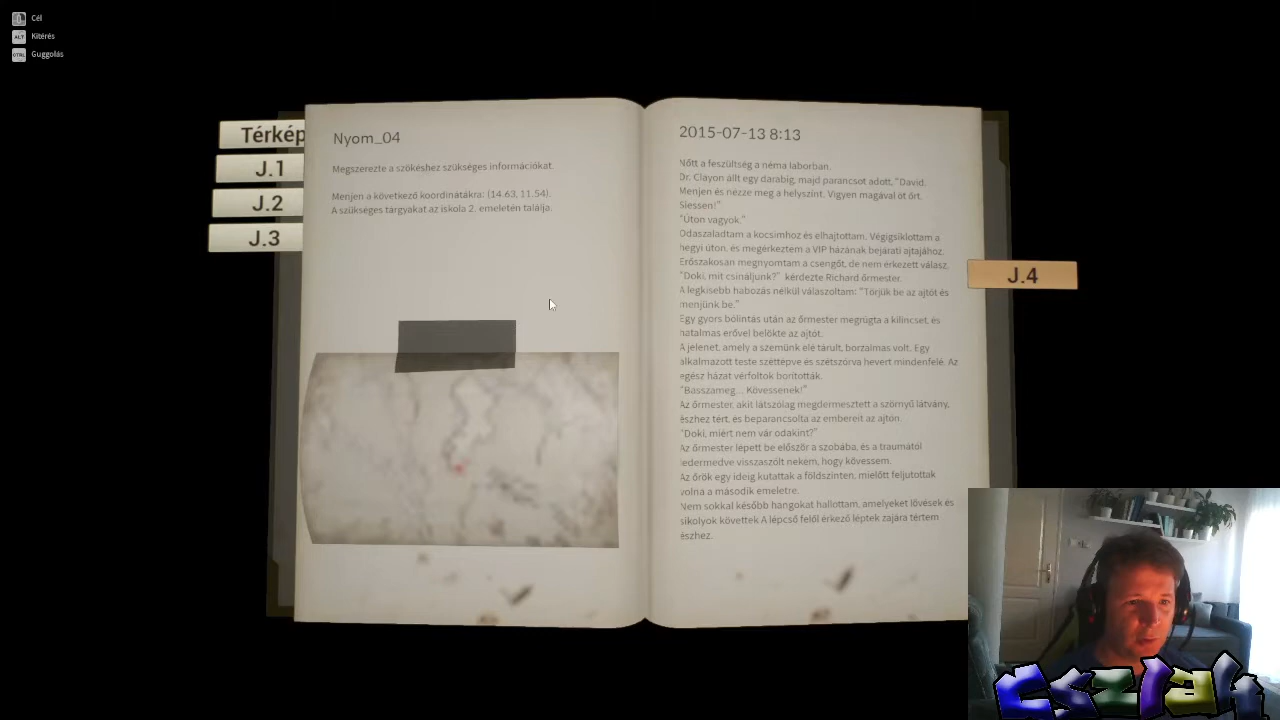 Cél
ALT
Kitérés
CTRL
Guggolás
Térkép
J.1
J.2
J.3
Nyom_04
Megszerezte a szökéshez szükséges információkat.
Menjen a következő koordinátákra: (14.63, 11.54).
A szükséges tárgyakat az iskola 2. emeletén találja.
2015-07-13 8:13
Nőtt a feszültség a néma laborban.
Dr. Clayon állt egy darabig, majd parancsot adott, "David.
Menjen és nézze meg a helyszínt. Vigyen magával öt őrt.
Siessen!"
"Úton vagyok."
Odaszaladtam a kocsimhoz és elhajtottam. Végigsiklottam a
hegyi úton, és megérkeztem a VIP házának bejárati ajtajához.
Erőszakosan megnyomtam a csengőt, de nem érkezett válasz.
"Doki, mit csináljunk?" kérdezte Richard őrmester.
A legkisebb habozás nélkül válaszoltam: "Törjük be az ajtót és
menjünk be."
Egy gyors bólintás után az őrmester megrúgta a kilincset, és
hatalmas erővel belökte az ajtót.
A jelenet, amely a szemünk elé tárult, borzalmas volt. Egy
alkalmazott teste széttépve és szétszórva hevert mindenfelé. Az
egész házat vérfoltok borították.
"Basszameg... Kövessenek!"
Az őrmester, akit látszólag megdermesztett a szörnyű látvány,
észhez tért, és beparancsolta az embereit az ajtón.
"Doki, miért nem vár odakint?"
Az őrmester lépett be először a szobába, és a traumától
ledermedve visszaszólt nekem, hogy kövessem.
Az őrök egy ideig kutattak a földszinten, mielőtt feljutottak
volna a második emeletre.
Nem sokkal később hangokat hallottam, amelyeket lövések és
sikolyok követtek A lépcső felől érkező léptek zajára tértem
észhez.
J.4